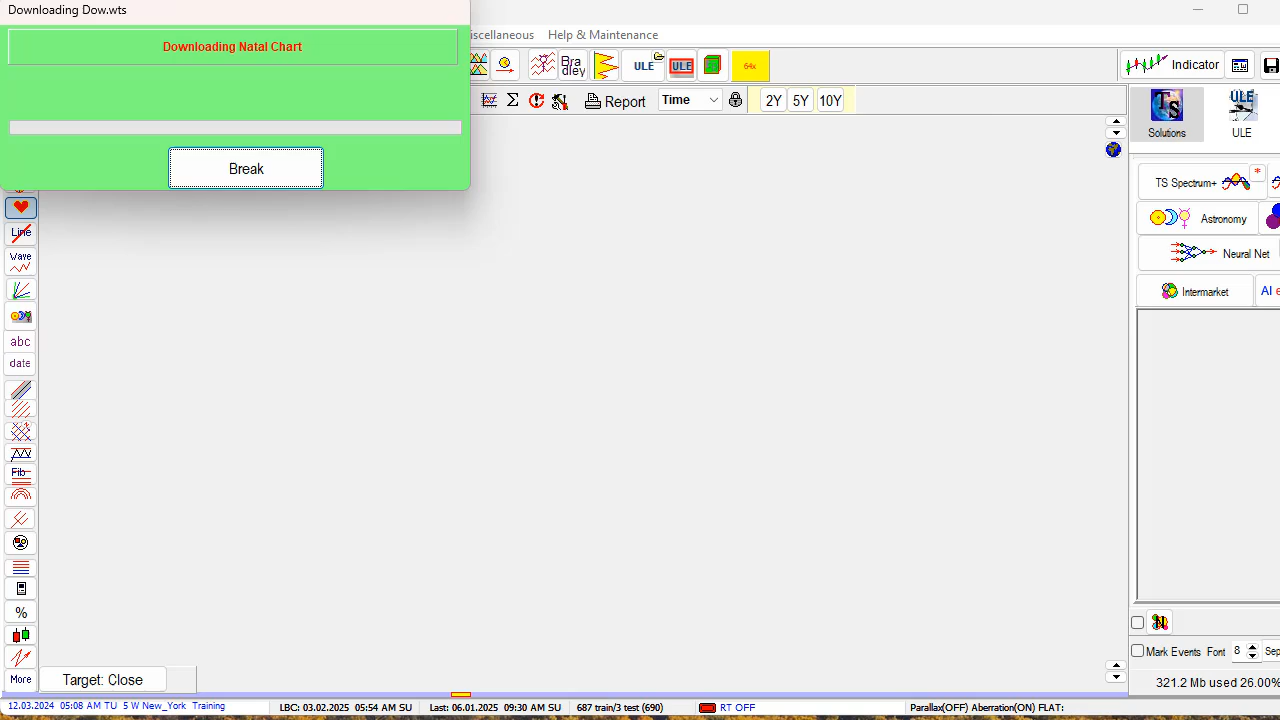 Downloading Dow.wts
Downloading Natal Chart
Break
iscellaneous Help & Maintenance
Bra
dley
ULE
ULE
64x
Indicator
Report
Time
2Y 5Y 10Y
Solutions
ULE
ULE
TS Spectrum+
*
Astronomy
Neural Net
Intermarket
AI e
Line
Wave
abc
date
Fib
%
More
Target: Close
N
Mark Events Font 8 Sep
321.2 Mb used 26.00%
12.03.2024 05:08 AM TU 5 W New_York Training
LBC: 03.02.2025 05:54 AM SU
Last: 06.01.2025 09:30 AM SU
687 train/3 test (690)
RT OFF
Parallax(OFF) Aberration(ON) FLAT: